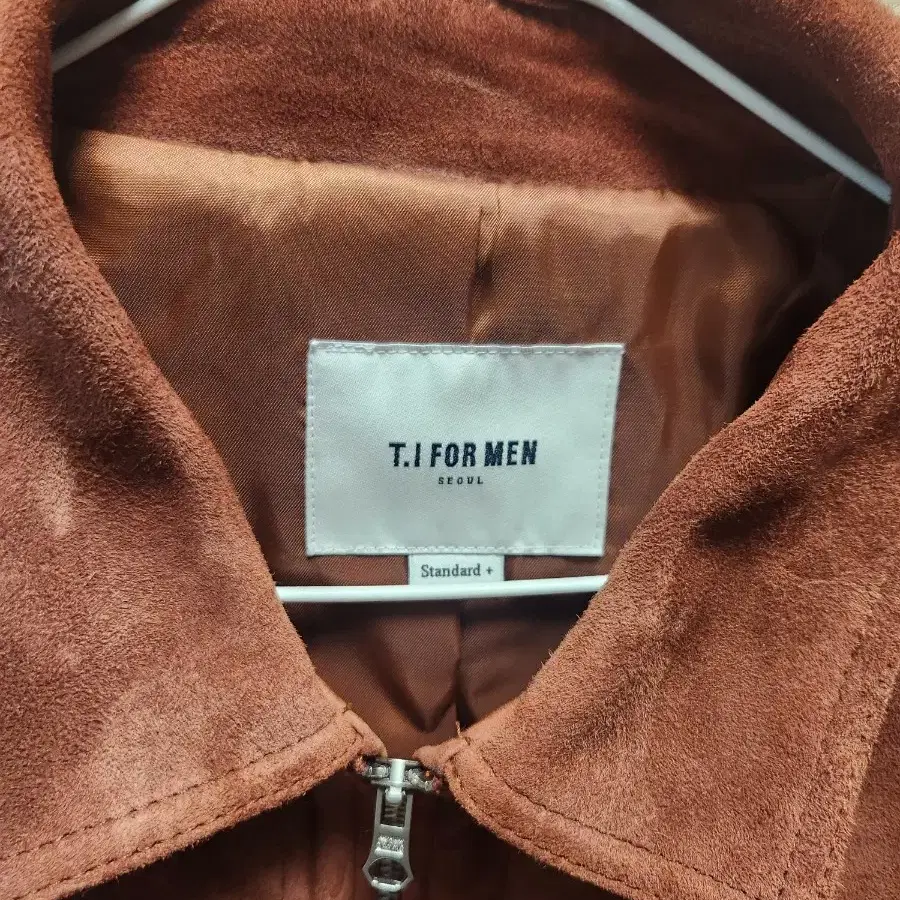 T.I FOR MEN
SEOUL
Standard +